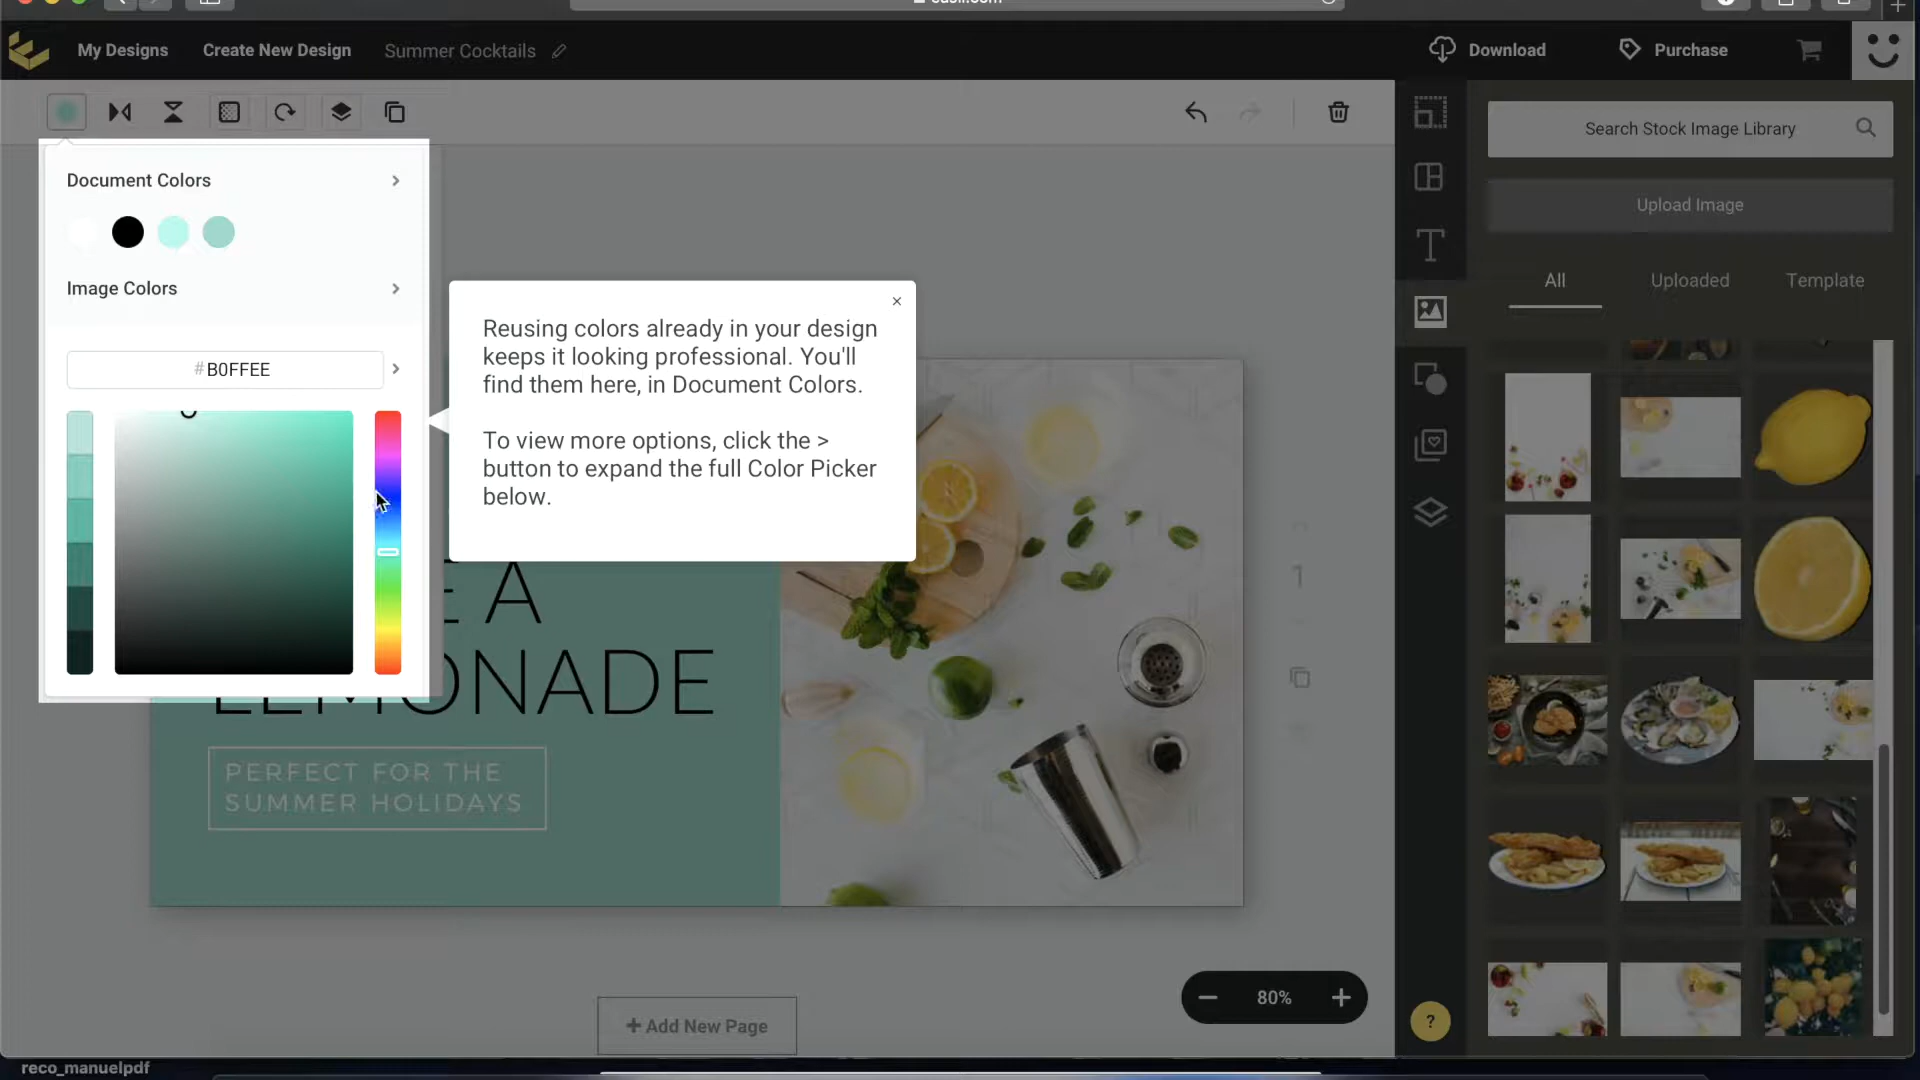 My Designs
Create New Design
Summer Cocktails
Download
Purchase
Document Colors
Image Colors
#B0FFEE
×
Reusing colors already in your design
keeps it looking professional. You'll
find them here, in Document Colors.
To view more options, click the >
button to expand the full Color Picker
below.
E A
LEMONADE
PERFECT FOR THE
SUMMER HOLIDAYS
1
+ Add New Page
− 80% +
Search Stock Image Library
Upload Image
All
Uploaded
Template
?
reco_manuelpdf